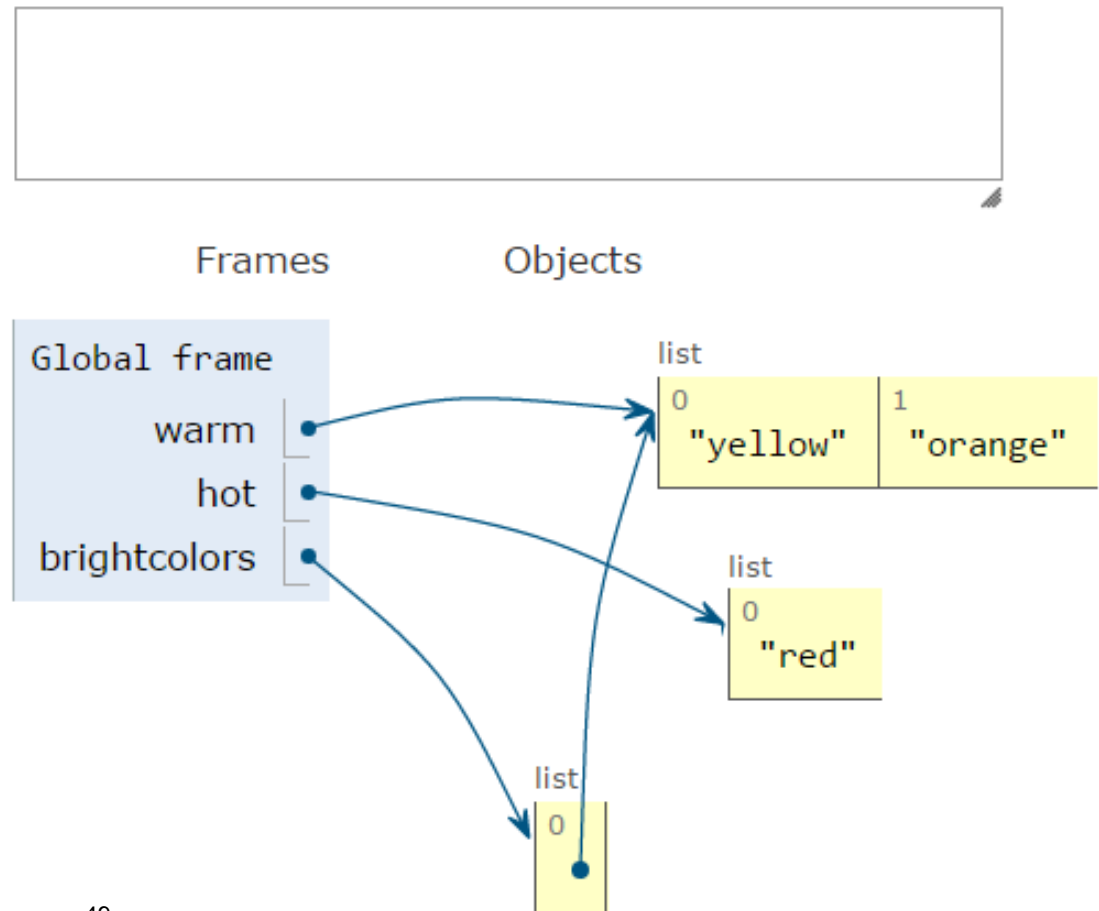 Frames Objects
Global frame
warm
hot
brightcolors
list
0 1
"yellow" "orange"
list
0
"red"
list
0